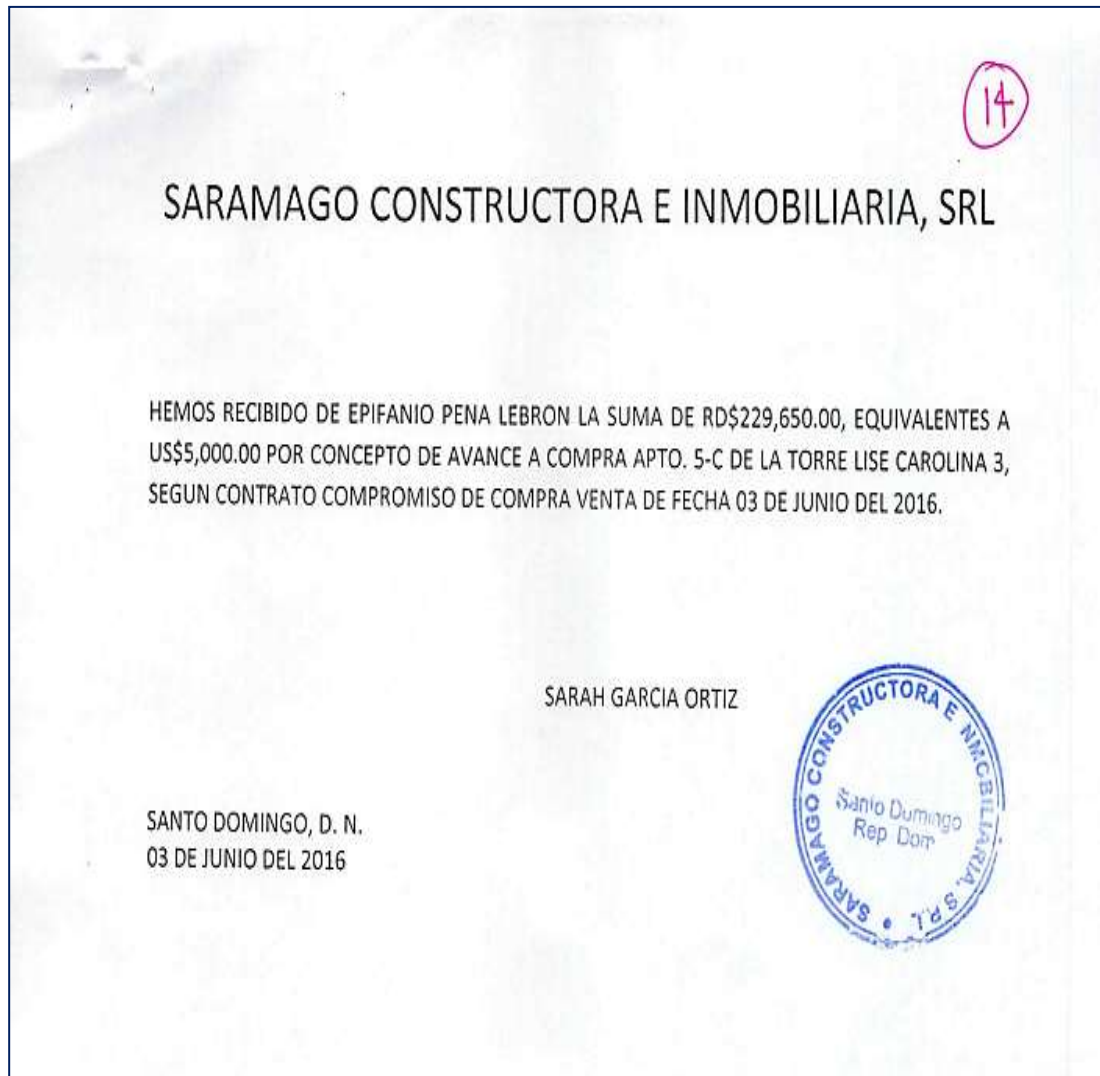 14
SARAMAGO CONSTRUCTORA E INMOBILIARIA, SRL
HEMOS RECIBIDO DE EPIFANIO PENA LEBRON LA SUMA DE RD$229,650.00, EQUIVALENTES A
US$5,000.00 POR CONCEPTO DE AVANCE A COMPRA APTO. 5-C DE LA TORRE LISE CAROLINA 3,
SEGUN CONTRATO COMPROMISO DE COMPRA VENTA DE FECHA 03 DE JUNIO DEL 2016.
SARAH GARCIA ORTIZ
SARAMAGO CONSTRUCTORA E INMOBILIARIA, S.R.L.
Santo Domingo
Rep Dom
SANTO DOMINGO, D. N.
03 DE JUNIO DEL 2016